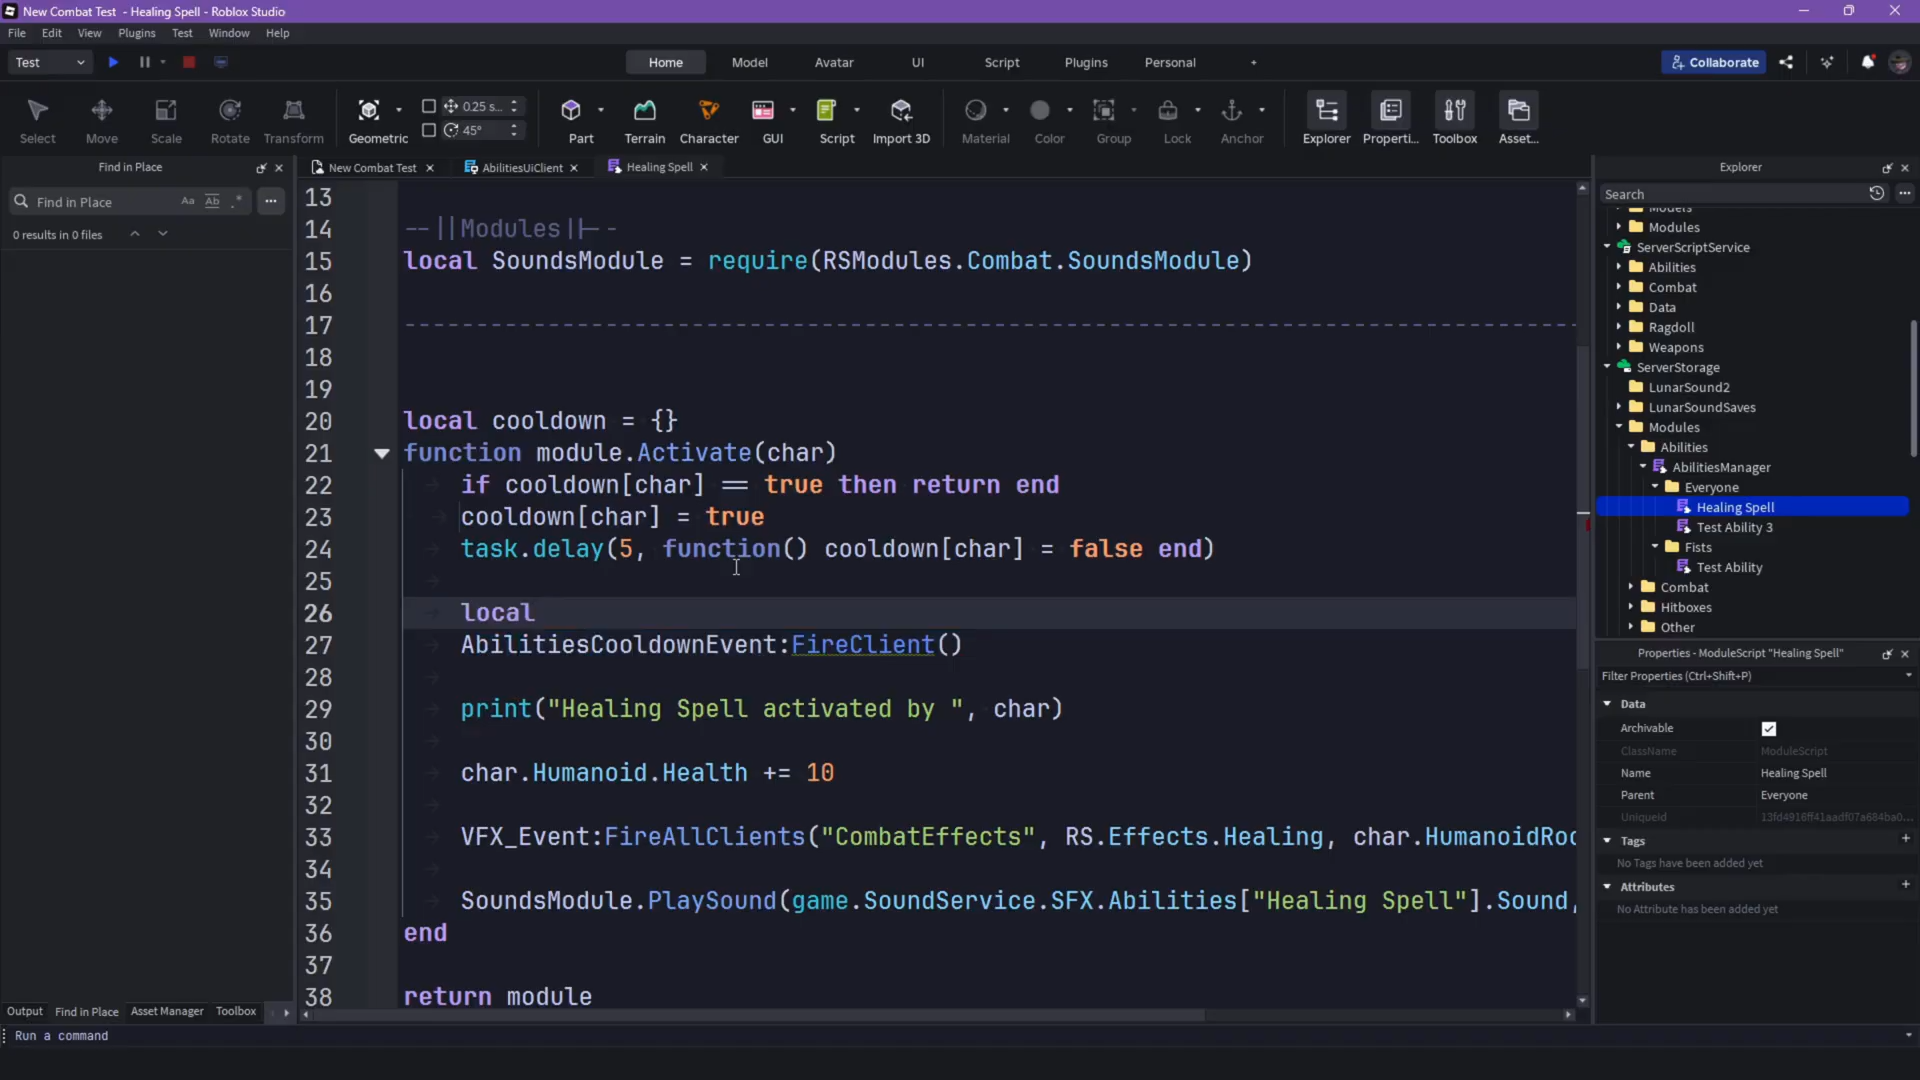 New Combat Test - Healing Spell - Roblox Studio
File Edit View Plugins Test Window Help
Test
Home Model Avatar UI Script Plugins Personal +
Collaborate
Select Move Scale Rotate Transform Geometric 0.25 s... 45° Part Terrain Character GUI Script Import 3D Material Color Group Lock Anchor Explorer Properti... Toolbox Asset...
Find in Place
Find in Place
0 results in 0 files
New Combat Test AbilitiesUiClient Healing Spell
13
14 --||Modules||--
15 local SoundsModule = require(RSModules.Combat.SoundsModule)
16
17 --------------------------------------------------------------------------------
18
19
20 local cooldown = {}
21 function module.Activate(char)
22 if cooldown[char] == true then return end
23 cooldown[char] = true
24 task.delay(5, function() cooldown[char] = false end)
25
26 local
27 AbilitiesCooldownEvent:FireClient()
28
29 print("Healing Spell activated by ", char)
30
31 char.Humanoid.Health += 10
32
33 VFX_Event:FireAllClients("CombatEffects", RS.Effects.Healing, char.HumanoidRoo
34
35 SoundsModule.PlaySound(game.SoundService.SFX.Abilities["Healing Spell"].Sound,
36 end
37
38 return module
Explorer
Search
Models
Modules
ServerScriptService
Abilities
Combat
Data
Ragdoll
Weapons
ServerStorage
LunarSound2
LunarSoundSaves
Modules
Abilities
AbilitiesManager
Everyone
Healing Spell
Test Ability 3
Fists
Test Ability
Combat
Hitboxes
Other
Properties - ModuleScript "Healing Spell"
Filter Properties (Ctrl+Shift+P)
Data
Archivable
ClassName ModuleScript
Name Healing Spell
Parent Everyone
UniqueId 13fd4916ff41aadf07a684ba0...
Tags
No Tags have been added yet
Attributes
No Attribute has been added yet
Output Find in Place Asset Manager Toolbox
Run a command